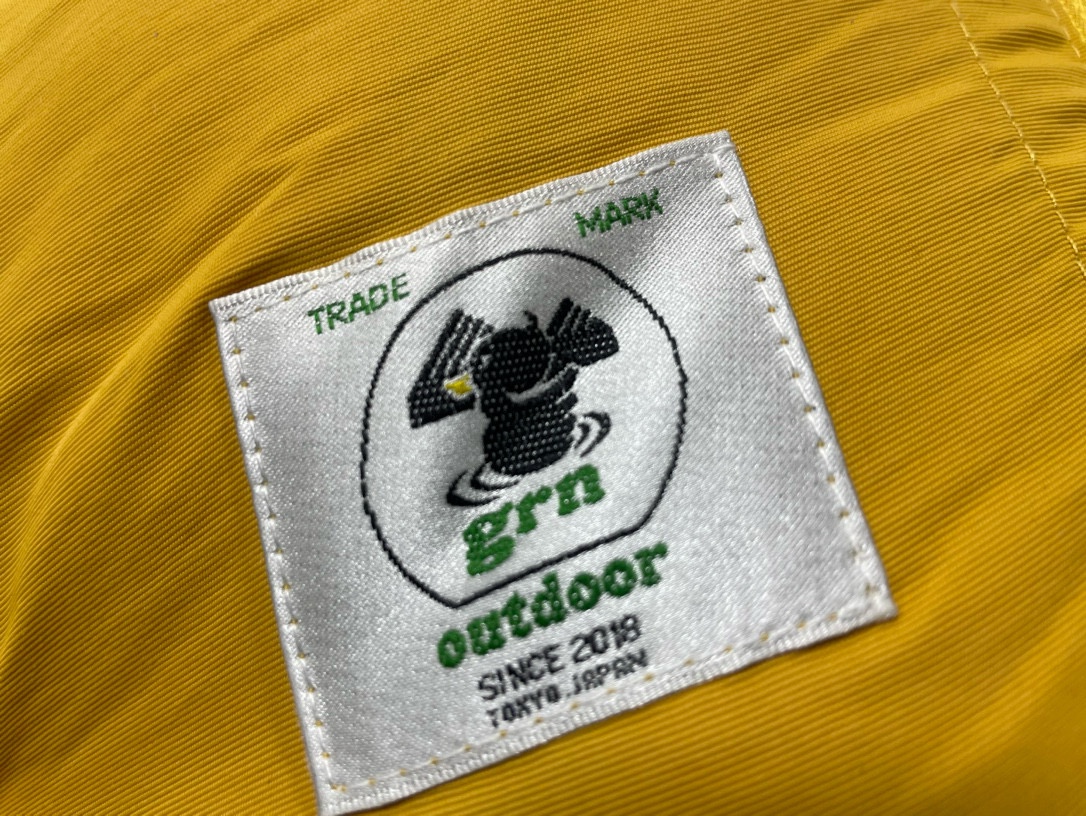 TRADE MARK
grn
outdoor
SINCE 2018
TOKYO.JAPAN